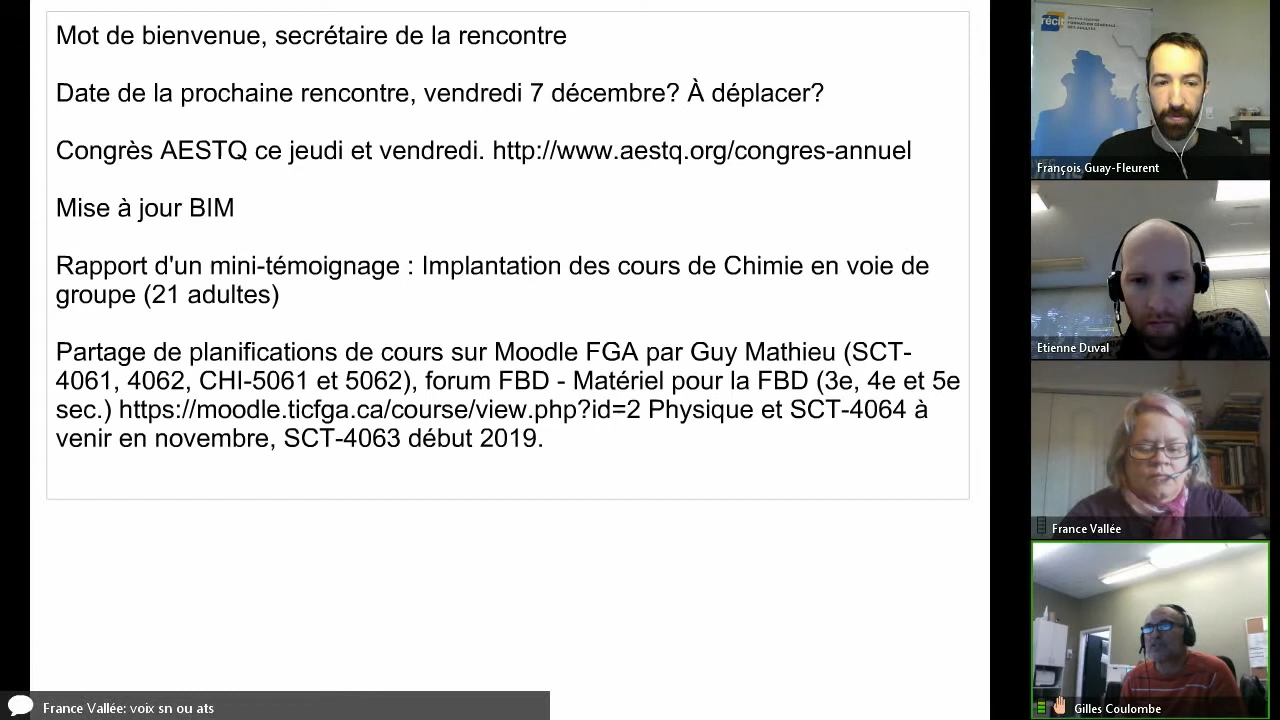 Mot de bienvenue, secrétaire de la rencontre
Date de la prochaine rencontre, vendredi 7 décembre? À déplacer?
Congrès AESTQ ce jeudi et vendredi. http://www.aestq.org/congres-annuel
Mise à jour BIM
Rapport d'un mini-témoignage : Implantation des cours de Chimie en voie de
groupe (21 adultes)
Partage de planifications de cours sur Moodle FGA par Guy Mathieu (SCT-
4061, 4062, CHI-5061 et 5062), forum FBD - Matériel pour la FBD (3e, 4e et 5e
sec.) https://moodle.ticfga.ca/course/view.php?id=2 Physique et SCT-4064 à
venir en novembre, SCT-4063 début 2019.
France Vallée: voix sn ou ats
récit
FORMATION GÉNÉRALE
DES ADULTES
François Guay-Fleurent
Etienne Duval
France Vallée
Gilles Coulombe